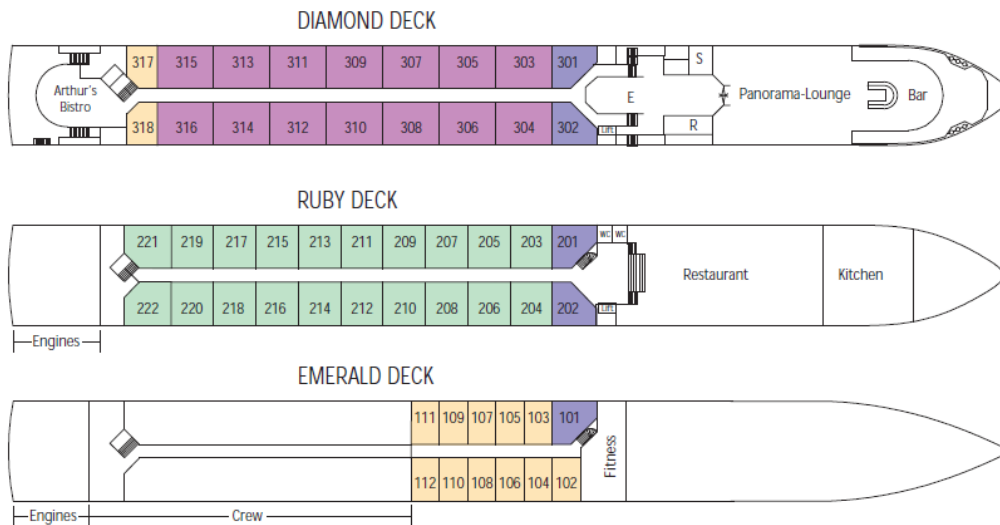 DIAMOND DECK
317 315 313 311 309 307 305 303 301
S
Arthur's
Bistro
E
Panorama-Lounge
Bar
318 316 314 312 310 308 306 304 302
Lift
R
RUBY DECK
221 219 217 215 213 211 209 207 205 203 201
WC WC
Restaurant
Kitchen
222 220 218 216 214 212 210 208 206 204 202
Lift
Engines
EMERALD DECK
111 109 107 105 103 101
Fitness
112 110 108 106 104 102
Engines
Crew